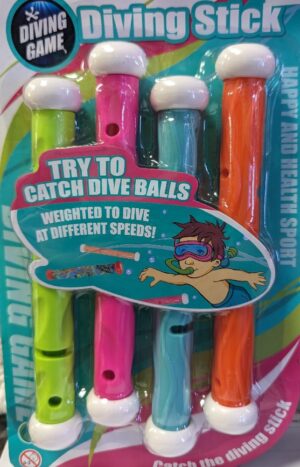 DIVING
GAME
Diving Stick
HAPPY AND HEALTHY SPORT
TRY TO
CATCH DIVE BALLS
WEIGHTED TO DIVE
AT DIFFERENT SPEEDS!
DIVING GAME
Catch the diving stick